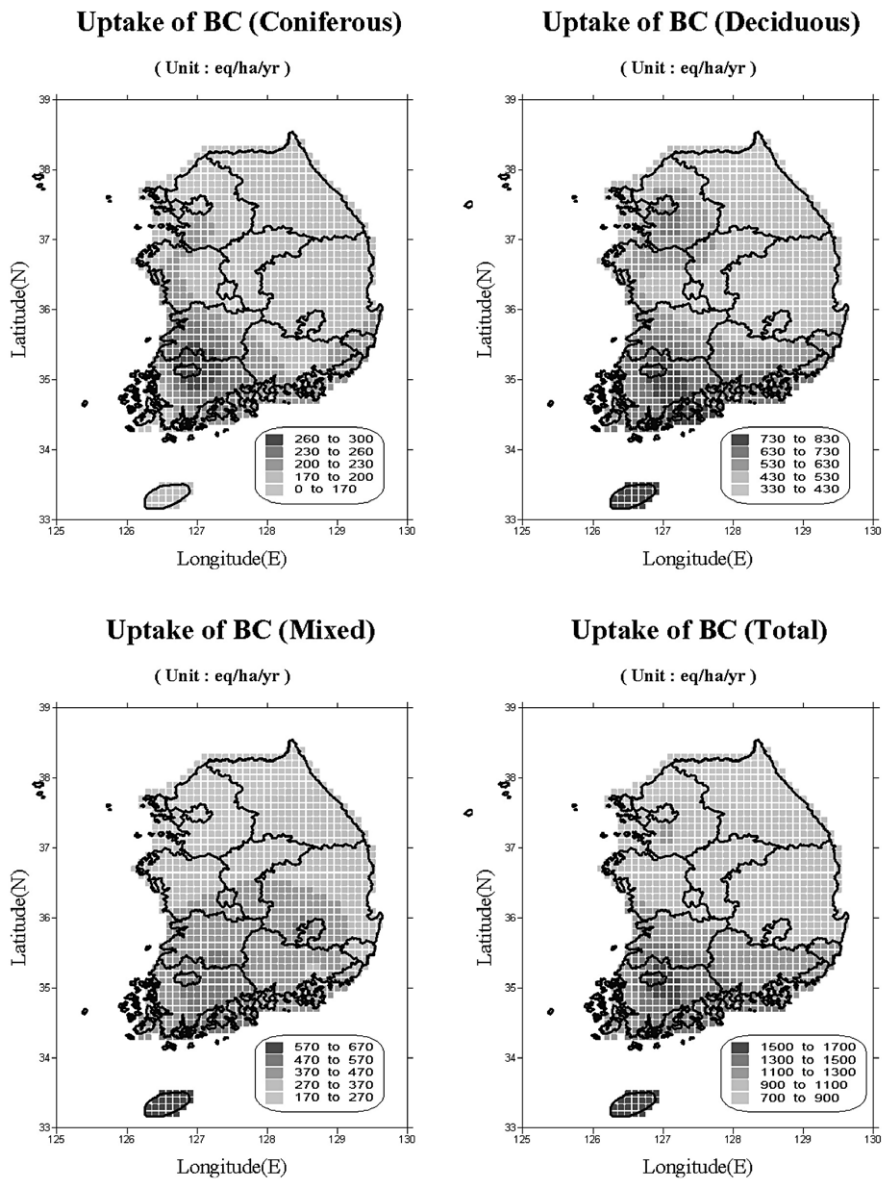 Uptake of BC (Coniferous)
( Unit : eq/ha/yr )
39
38
37
36
35
34
33
Latitude(N)
260 to 300
230 to 260
200 to 230
170 to 200
0 to 170
125 126 127 128 129 130
Longitude(E)
Uptake of BC (Deciduous)
( Unit : eq/ha/yr )
39
38
37
36
35
34
33
Latitude(N)
730 to 830
630 to 730
530 to 630
430 to 530
330 to 430
125 126 127 128 129 130
Longitude(E)
Uptake of BC (Mixed)
( Unit : eq/ha/yr )
39
38
37
36
35
34
33
Latitude(N)
570 to 670
470 to 570
370 to 470
270 to 370
170 to 270
125 126 127 128 129 130
Longitude(E)
Uptake of BC (Total)
( Unit : eq/ha/yr )
39
38
37
36
35
34
33
Latitude(N)
1500 to 1700
1300 to 1500
1100 to 1300
900 to 1100
700 to 900
125 126 127 128 129 130
Longitude(E)